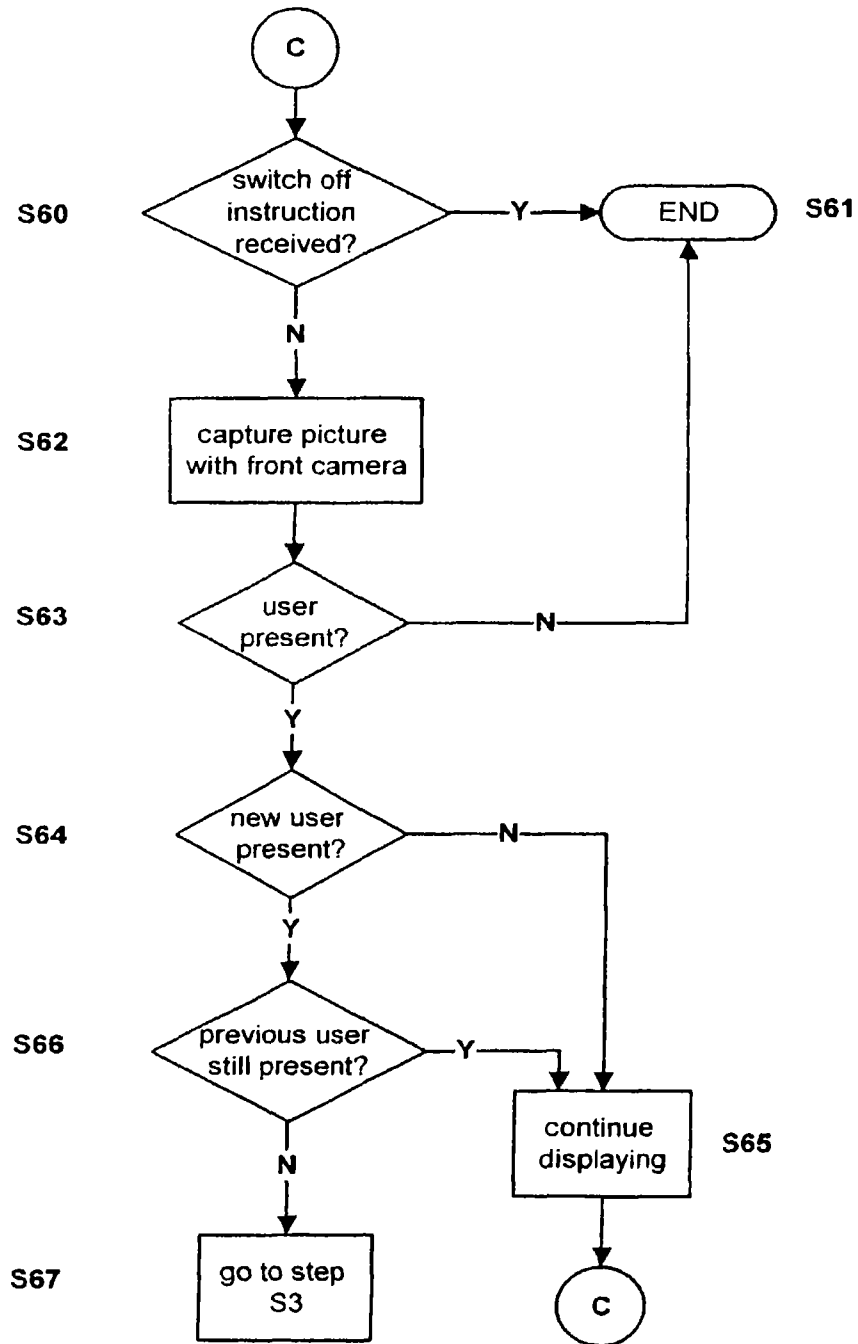 C
S60
switch off
instruction
received?
Y
END
S61
N
S62
capture picture
with front camera
S63
user
present?
N
Y
S64
new user
present?
N
Y
S66
previous user
still present?
Y
continue
displaying
S65
N
S67
go to step
S3
C